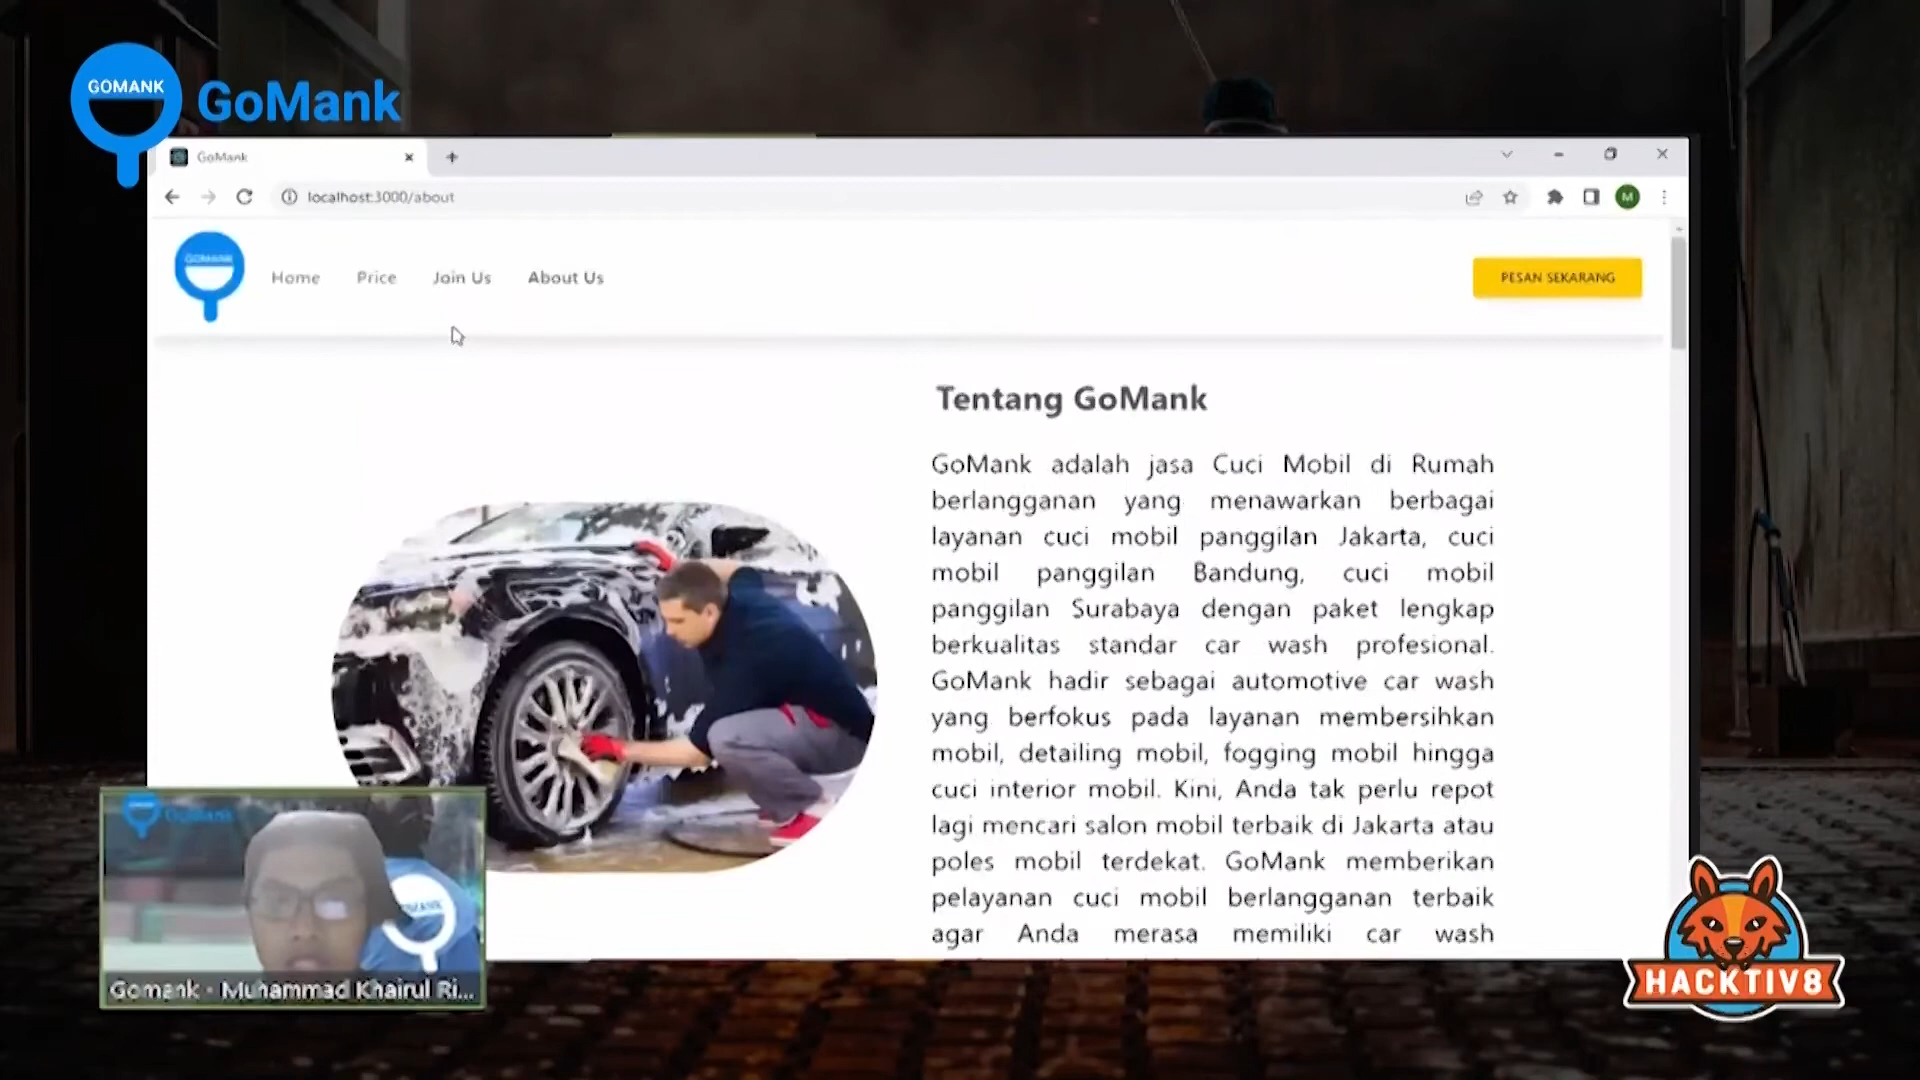 GOMANK
GoMank
GoMank
localhost:3000/about
GOMANK
Home
Price
Join Us
About Us
PESAN SEKARANG
M
Tentang GoMank
GoMank adalah jasa Cuci Mobil di Rumah
berlangganan yang menawarkan berbagai
layanan cuci mobil panggilan Jakarta, cuci
mobil panggilan Bandung, cuci mobil
panggilan Surabaya dengan paket lengkap
berkualitas standar car wash profesional.
GoMank hadir sebagai automotive car wash
yang berfokus pada layanan membersihkan
mobil, detailing mobil, fogging mobil hingga
cuci interior mobil. Kini, Anda tak perlu repot
lagi mencari salon mobil terbaik di Jakarta atau
poles mobil terdekat. GoMank memberikan
pelayanan cuci mobil berlangganan terbaik
agar Anda merasa memiliki car wash
GoMank
Gomank - Muhammad Khairul Ri...
HACKTIV8